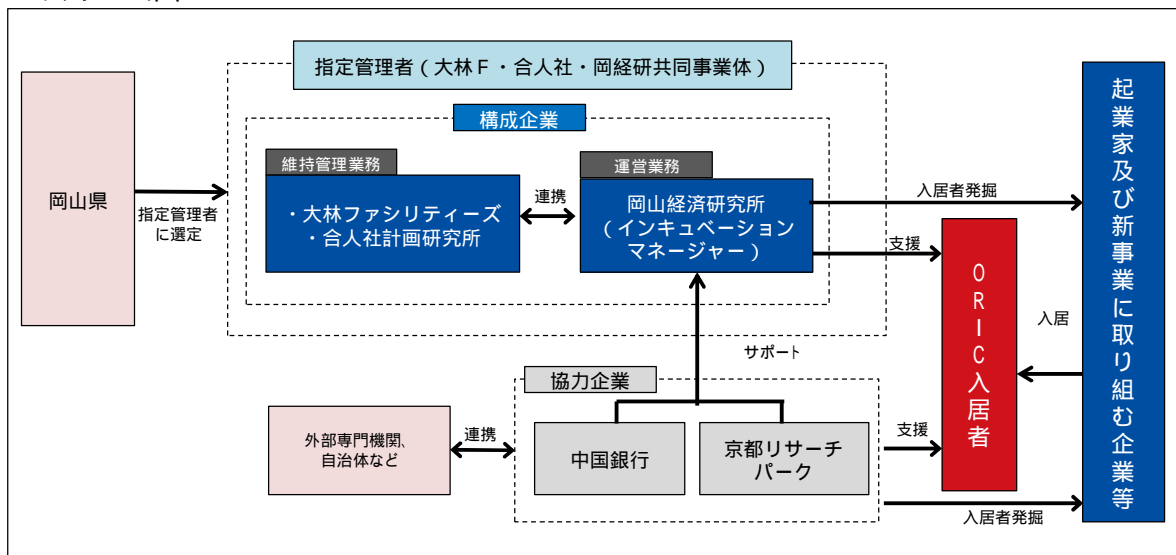 指定管理者（大林Ｆ・合人社・岡経研共同事業体）
構成企業
維持管理業務
・大林ファシリティーズ
・合人社計画研究所
連携
運営業務
岡山経済研究所
（インキュベーション
マネージャー）
岡山県
指定管理者
に選定
入居者発掘
支援
ＯＲＩＣ入居者
入居
起業家及び新事業に取り組む企業等
サポート
協力企業
中国銀行
京都リサーチ
パーク
外部専門機関、
自治体など
連携
支援
入居者発掘